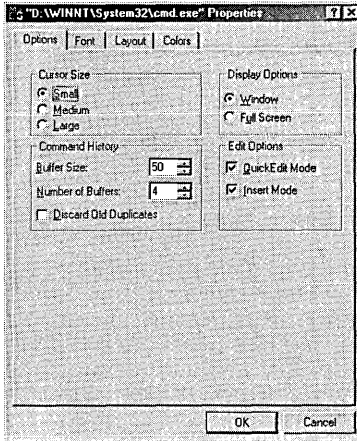 "D:\WINNT\System32\cmd.exe" Properties
Options Font Layout Colors
Cursor Size
Small
Medium
Large
Display Options
Window
Full Screen
Command History
Buffer Size: 50
Number of Buffers: 4
Discard Old Duplicates
Edit Options
QuickEdit Mode
Insert Mode
OK Cancel